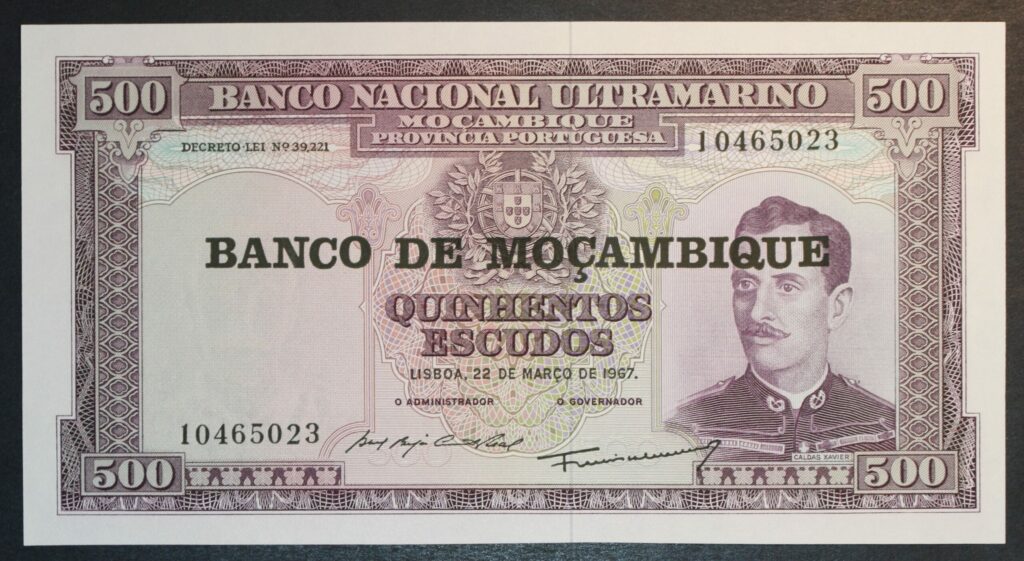 500 BANCO NACIONAL ULTRAMARINO 500
MOÇAMBIQUE
PROVINCIA PORTUGUESA
DECRETO-LEI Nº 39,221
10465023
BANCO DE MOÇAMBIQUE
QUINHENTOS
ESCUDOS
LISBOA, 22 DE MARÇO DE 1967.
O ADMINISTRADOR O GOVERNADOR
10465023
CALDAS XAVIER
500 500